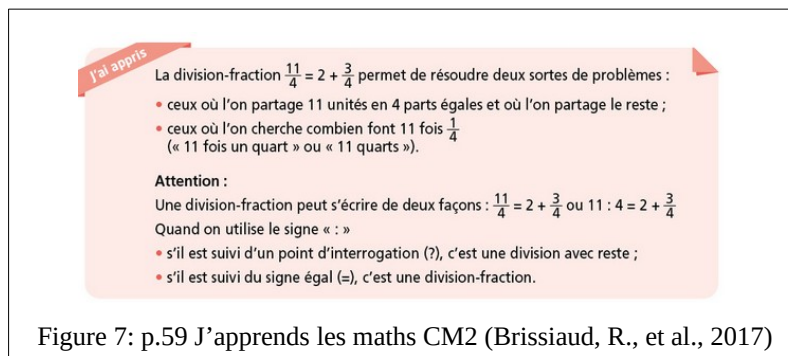 J'ai appris
La division-fraction 11/4 = 2 + 3/4 permet de résoudre deux sortes de problèmes :
• ceux où l'on partage 11 unités en 4 parts égales et où l'on partage le reste ;
• ceux où l'on cherche combien font 11 fois 1/4
(« 11 fois un quart » ou « 11 quarts »).
Attention :
Une division-fraction peut s'écrire de deux façons : 11/4 = 2 + 3/4 ou 11 : 4 = 2 + 3/4
Quand on utilise le signe « : »
• s'il est suivi d'un point d'interrogation (?), c'est une division avec reste ;
• s'il est suivi du signe égal (=), c'est une division-fraction.
Figure 7: p.59 J'apprends les maths CM2 (Brissiaud, R., et al., 2017)